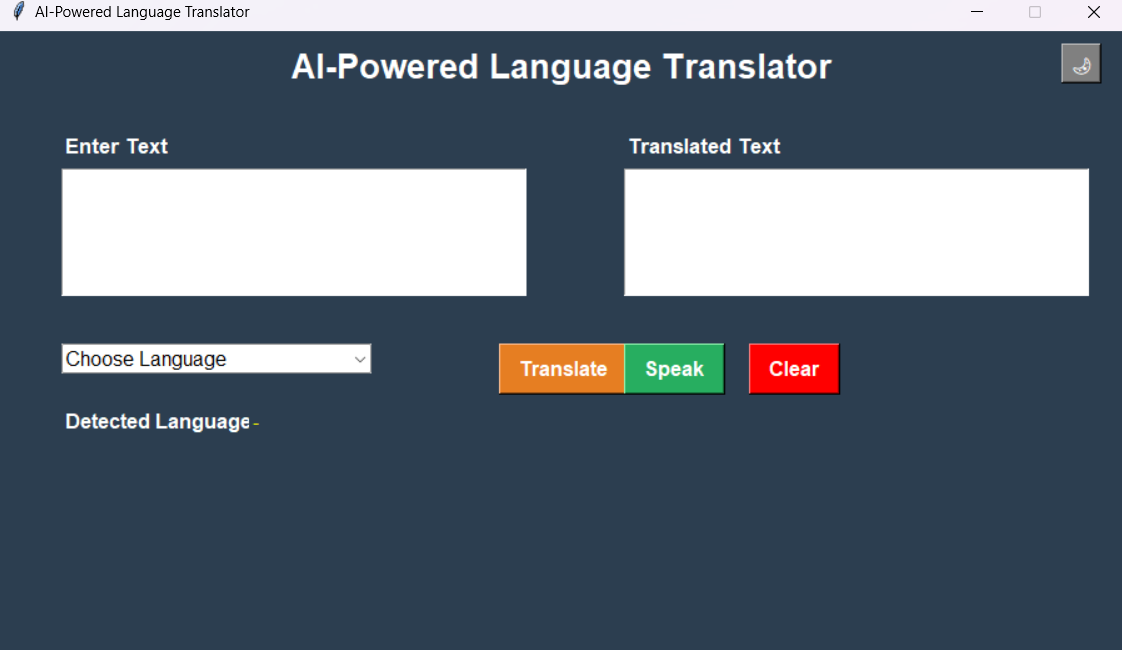 AI-Powered Language Translator
AI-Powered Language Translator
Enter Text
Translated Text
Choose Language
Translate
Speak
Clear
Detected Language -